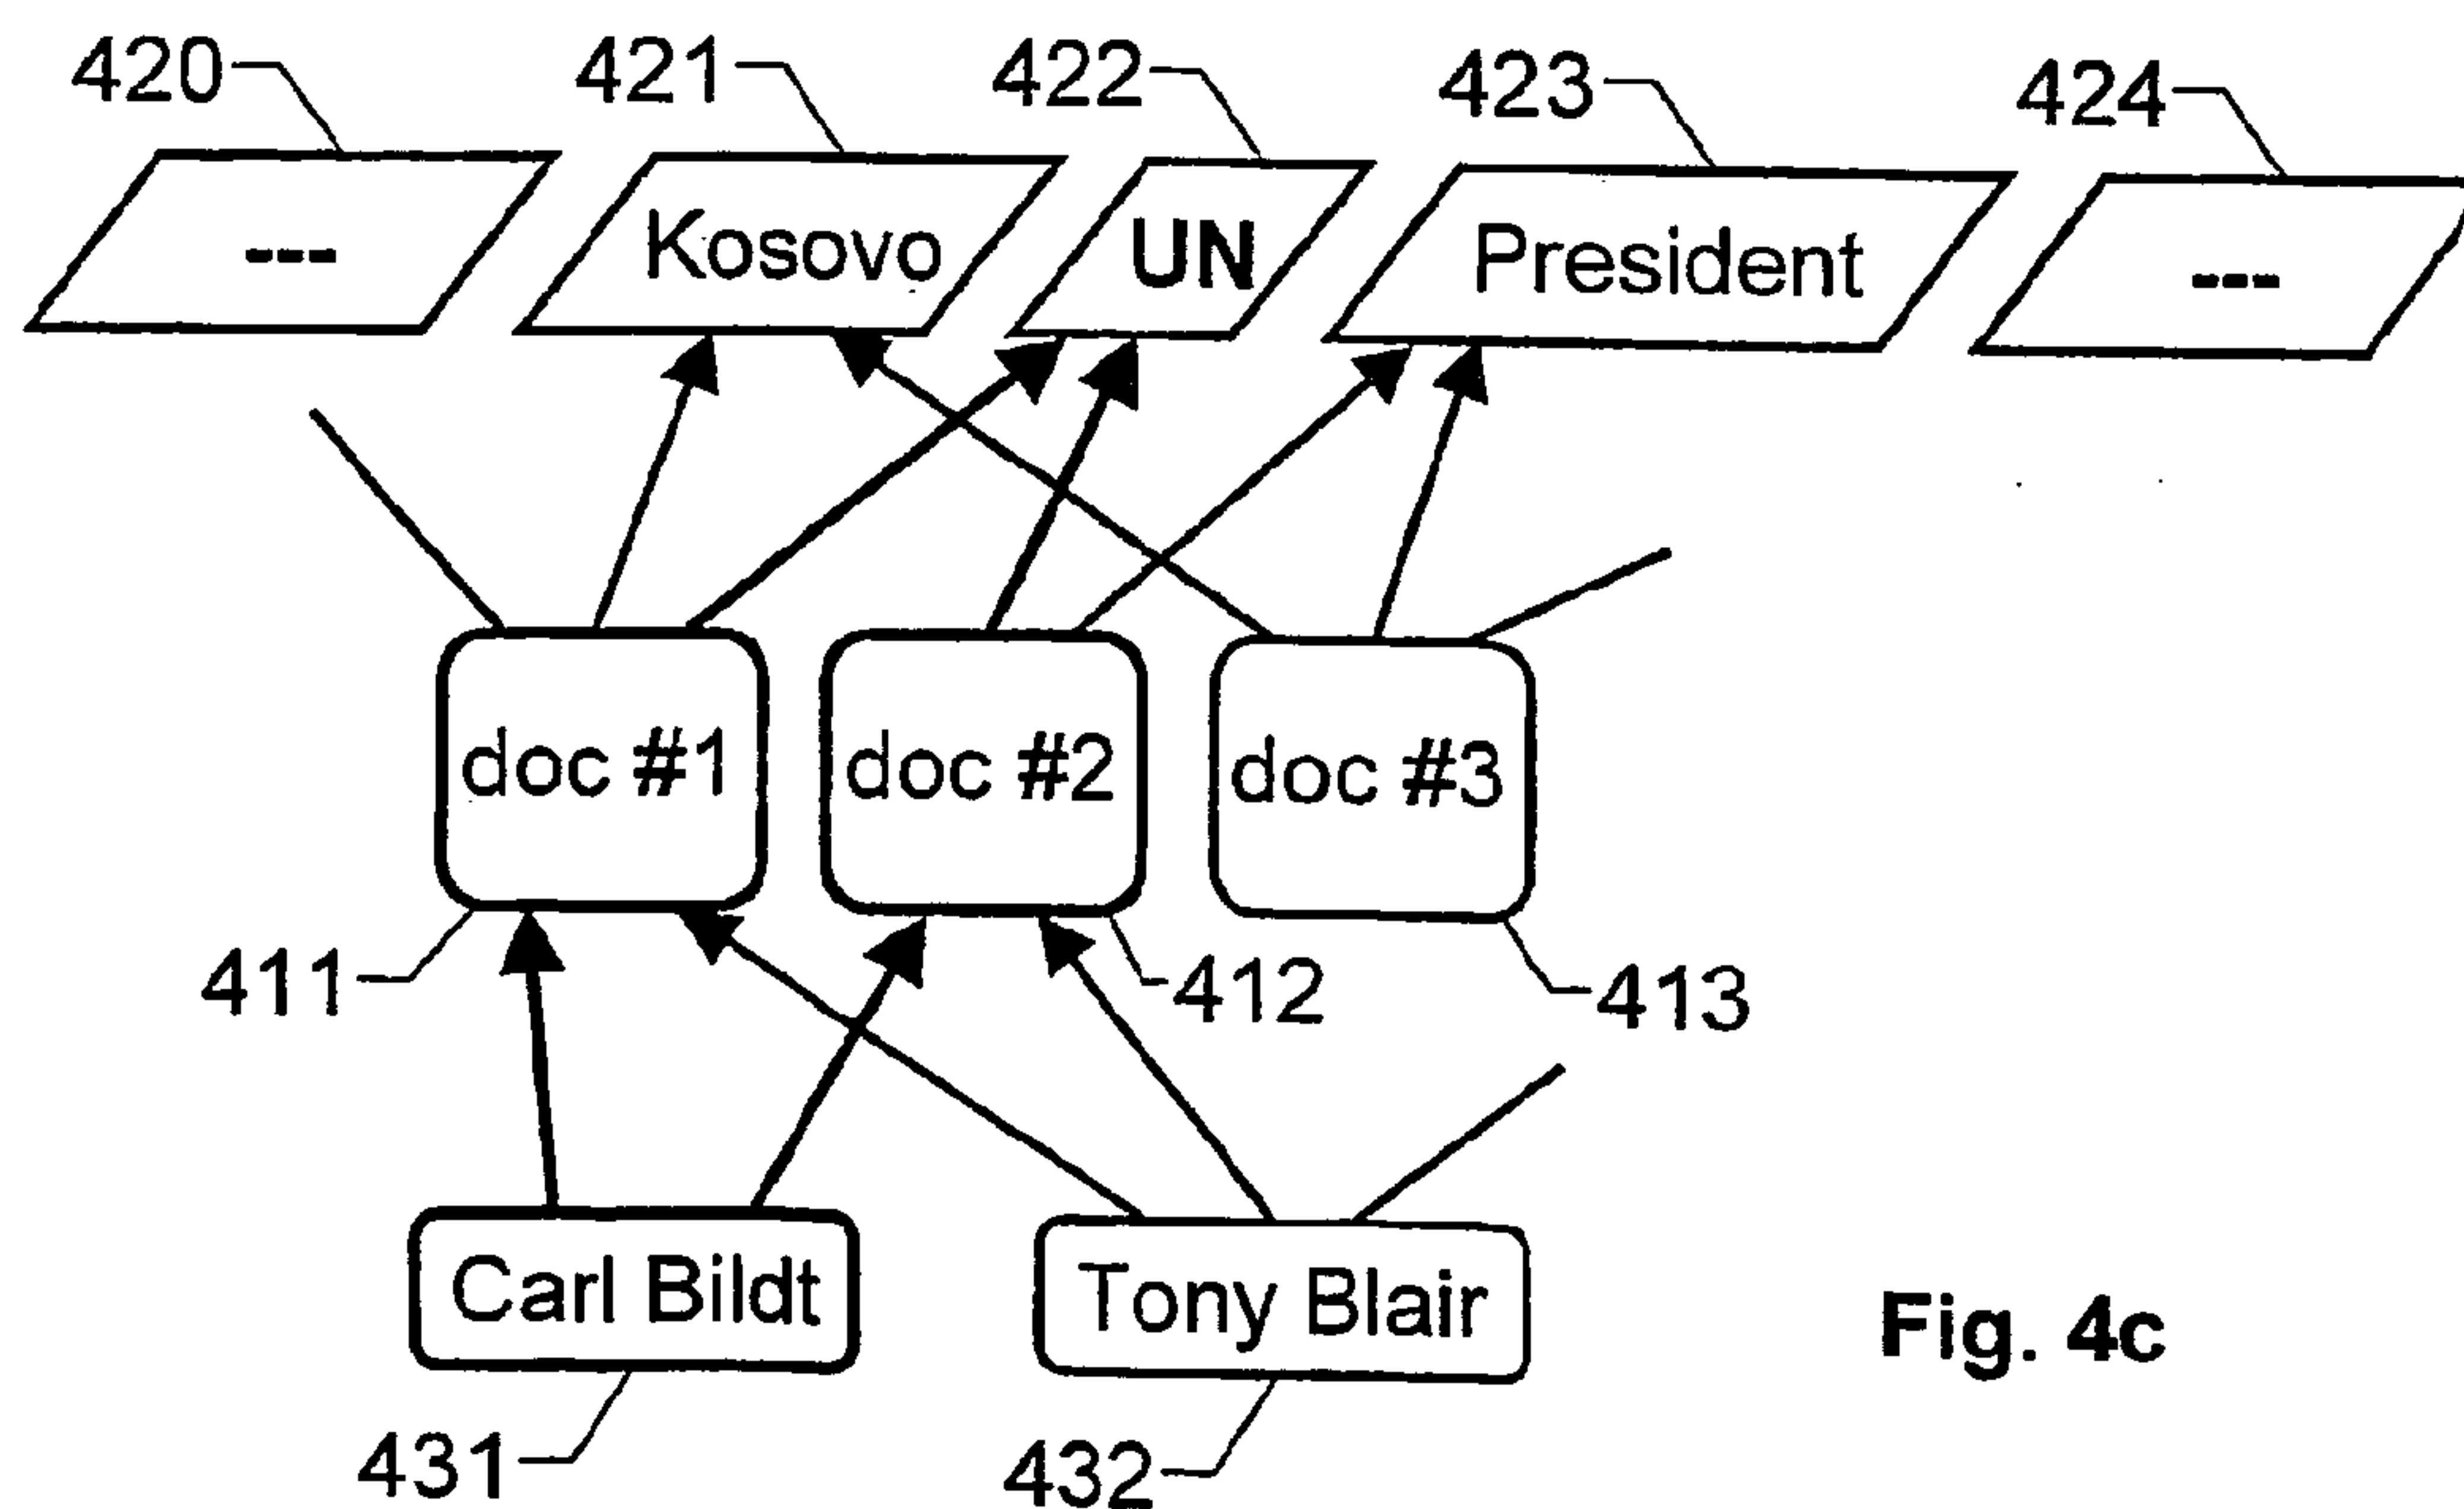 420 421 422 423 424
--- Kosovo UN President ---
doc #1 doc #2 doc #3
411 412 413
Carl Bildt Tony Blair
Fig. 4c
431 432